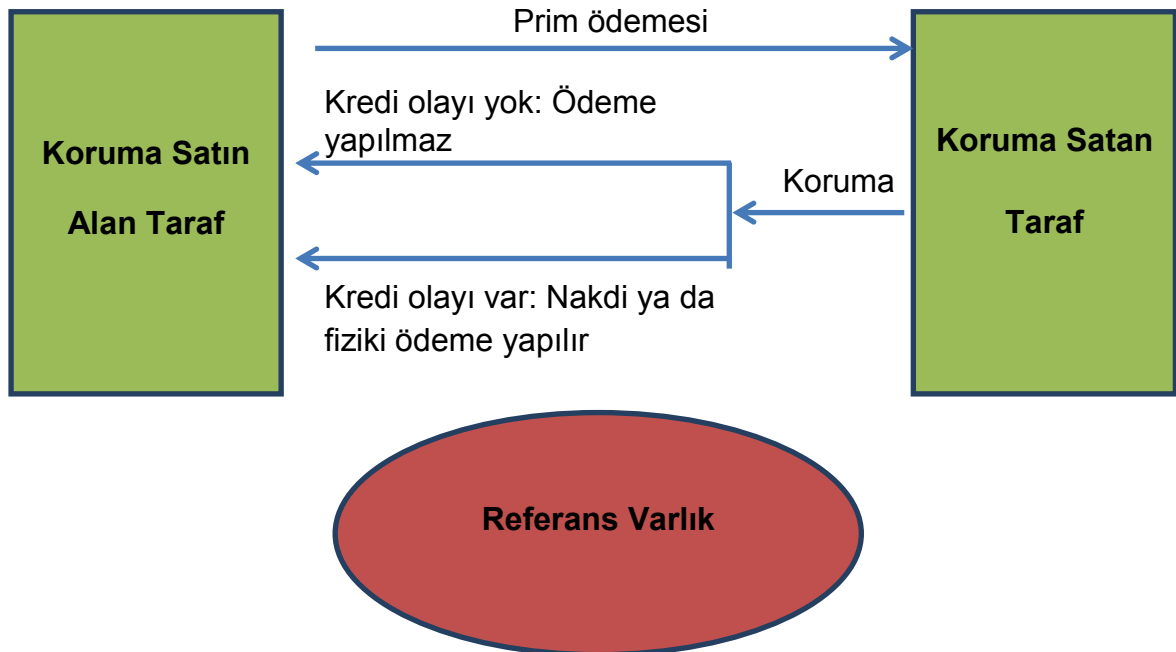 Prim ödemesi
Kredi olayı yok: Ödeme
yapılmaz
Koruma Satın
Alan Taraf
Koruma
Koruma Satan
Taraf
Kredi olayı var: Nakdi ya da
fiziki ödeme yapılır
Referans Varlık